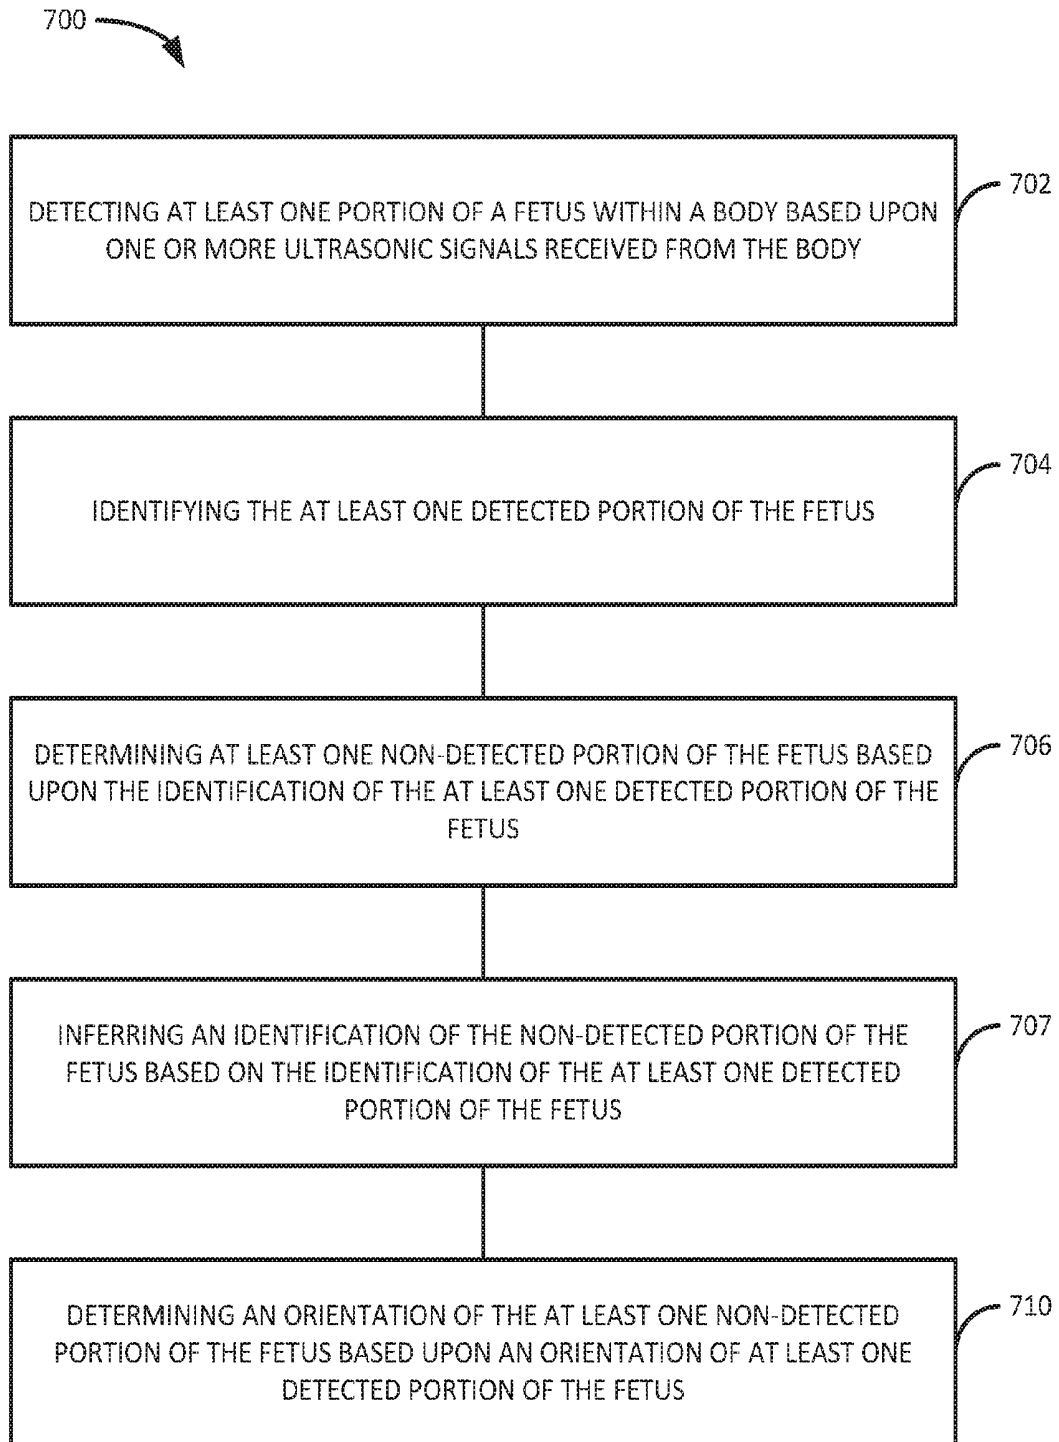 700
702
DETECTING AT LEAST ONE PORTION OF A FETUS WITHIN A BODY BASED UPON
ONE OR MORE ULTRASONIC SIGNALS RECEIVED FROM THE BODY
704
IDENTIFYING THE AT LEAST ONE DETECTED PORTION OF THE FETUS
706
DETERMINING AT LEAST ONE NON-DETECTED PORTION OF THE FETUS BASED
UPON THE IDENTIFICATION OF THE AT LEAST ONE DETECTED PORTION OF THE
FETUS
707
INFERRING AN IDENTIFICATION OF THE NON-DETECTED PORTION OF THE
FETUS BASED ON THE IDENTIFICATION OF THE AT LEAST ONE DETECTED
PORTION OF THE FETUS
710
DETERMINING AN ORIENTATION OF THE AT LEAST ONE NON-DETECTED
PORTION OF THE FETUS BASED UPON AN ORIENTATION OF AT LEAST ONE
DETECTED PORTION OF THE FETUS